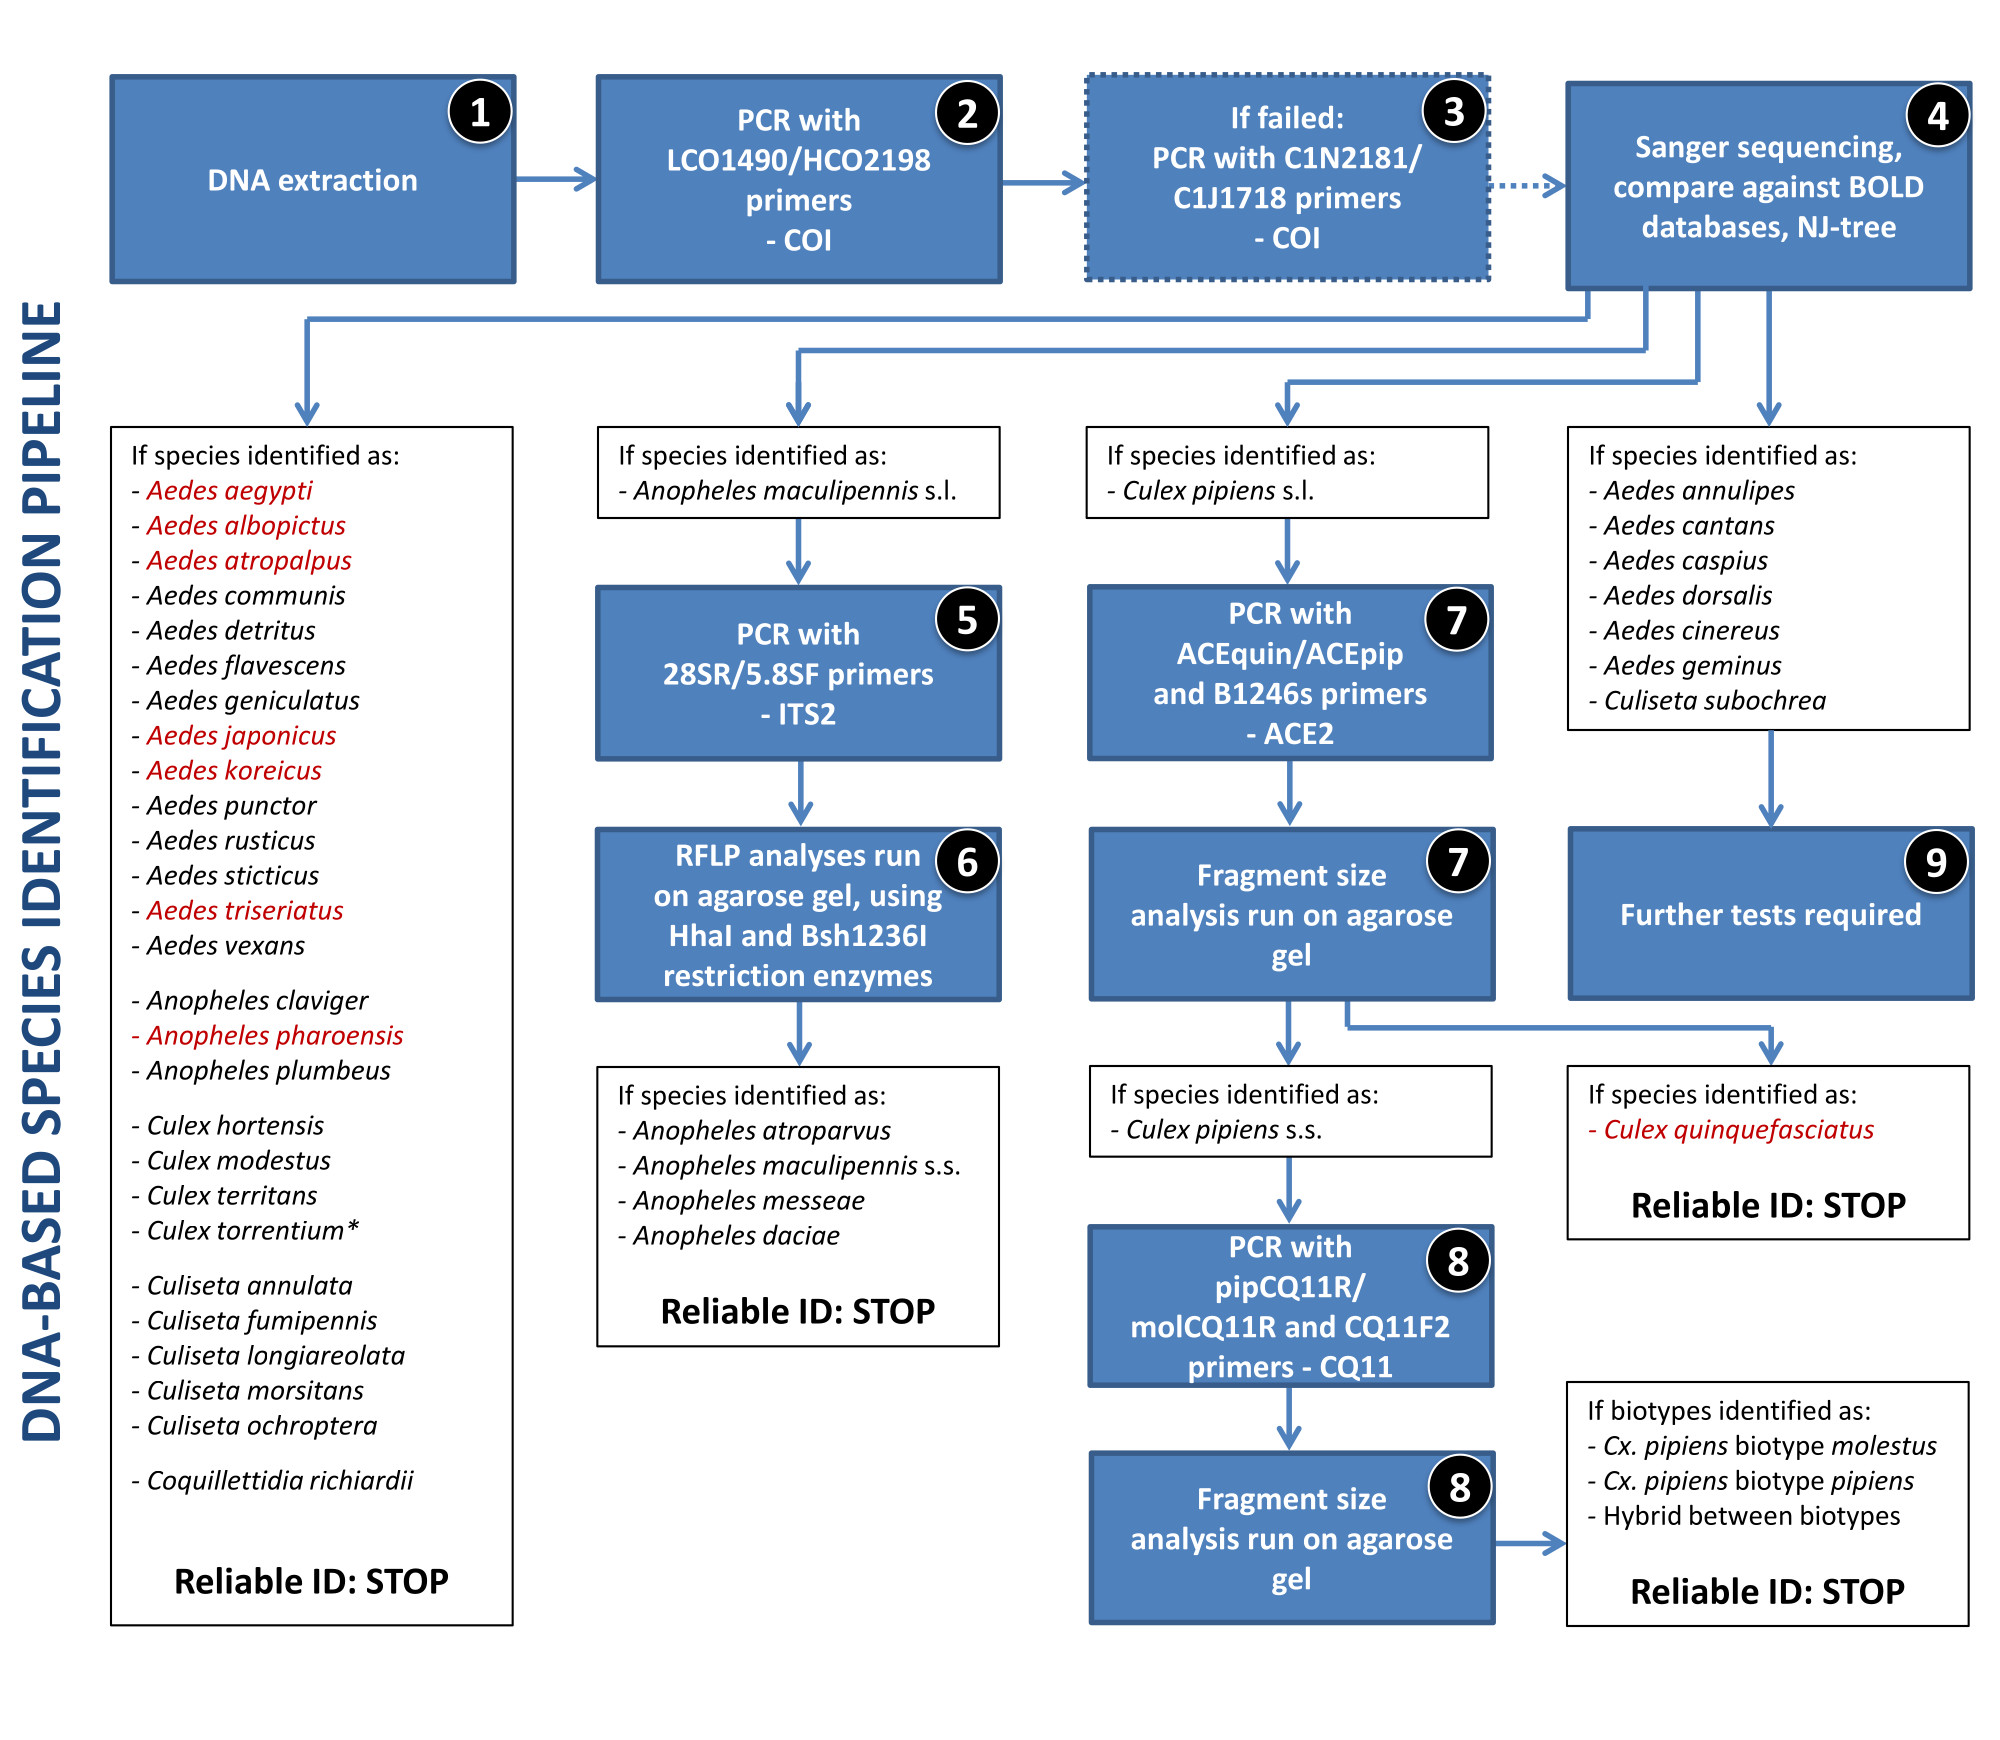 DNA-BASED SPECIES IDENTIFICATION PIPELINE
1
DNA extraction
2
PCR with
LCO1490/HCO2198
primers
- COI
3
If failed:
PCR with C1N2181/
C1J1718 primers
- COI
4
Sanger sequencing,
compare against BOLD
databases, NJ-tree
If species identified as:
- Aedes aegypti
- Aedes albopictus
- Aedes atropalpus
- Aedes communis
- Aedes detritus
- Aedes flavescens
- Aedes geniculatus
- Aedes japonicus
- Aedes koreicus
- Aedes punctor
- Aedes rusticus
- Aedes sticticus
- Aedes triseriatus
- Aedes vexans
- Anopheles claviger
- Anopheles pharoensis
- Anopheles plumbeus
- Culex hortensis
- Culex modestus
- Culex territans
- Culex torrentium*
- Culiseta annulata
- Culiseta fumipennis
- Culiseta longiareolata
- Culiseta morsitans
- Culiseta ochroptera
- Coquillettidia richiardii
Reliable ID: STOP
If species identified as:
- Anopheles maculipennis s.l.
5
PCR with
28SR/5.8SF primers
- ITS2
6
RFLP analyses run
on agarose gel, using
HhaI and Bsh1236I
restriction enzymes
If species identified as:
- Anopheles atroparvus
- Anopheles maculipennis s.s.
- Anopheles messeae
- Anopheles daciae
Reliable ID: STOP
If species identified as:
- Culex pipiens s.l.
7
PCR with
ACEquin/ACEpip
and B1246s primers
- ACE2
7
Fragment size
analysis run on agarose
gel
If species identified as:
- Culex pipiens s.s.
8
PCR with
pipCQ11R/
molCQ11R and CQ11F2
primers - CQ11
8
Fragment size
analysis run on agarose
gel
If species identified as:
- Aedes annulipes
- Aedes cantans
- Aedes caspius
- Aedes dorsalis
- Aedes cinereus
- Aedes geminus
- Culiseta subochrea
9
Further tests required
If species identified as:
- Culex quinquefasciatus
Reliable ID: STOP
If biotypes identified as:
- Cx. pipiens biotype molestus
- Cx. pipiens biotype pipiens
- Hybrid between biotypes
Reliable ID: STOP